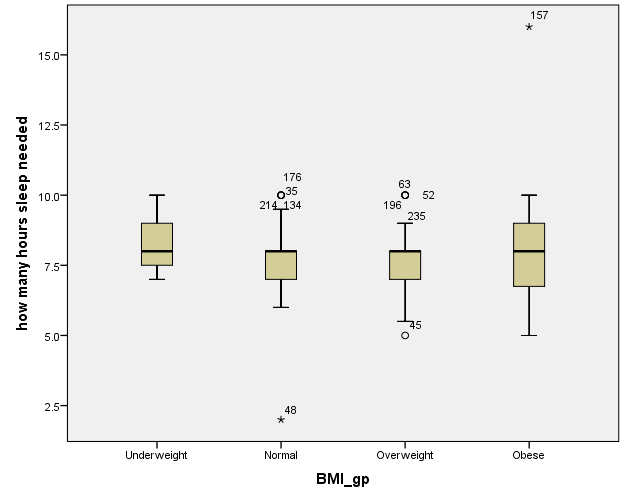 how many hours sleep needed
15.0
12.5
10.0
7.5
5.0
2.5
157
176
35
214 134
48
63
52
196
235
45
Underweight
Normal
Overweight
Obese
BMI_gp